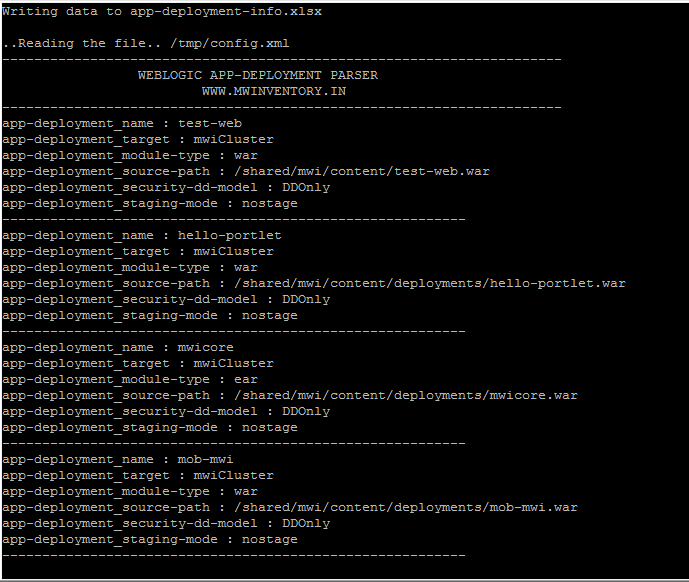 Writing data to app-deployment-info.xlsx
..Reading the file.. /tmp/config.xml
----------------------------------------------------------------------
WEBLOGIC APP-DEPLOYMENT PARSER
WWW.MWINVENTORY.IN
----------------------------------------------------------------------
app-deployment_name : test-web
app-deployment_target : mwiCluster
app-deployment_module-type : war
app-deployment_source-path : /shared/mwi/content/test-web.war
app-deployment_security-dd-model : DDOnly
app-deployment_staging-mode : nostage
----------------------------------------------------------
app-deployment_name : hello-portlet
app-deployment_target : mwiCluster
app-deployment_module-type : war
app-deployment_source-path : /shared/mwi/content/deployments/hello-portlet.war
app-deployment_security-dd-model : DDOnly
app-deployment_staging-mode : nostage
----------------------------------------------------------
app-deployment_name : mwicore
app-deployment_target : mwiCluster
app-deployment_module-type : ear
app-deployment_source-path : /shared/mwi/content/deployments/mwicore.war
app-deployment_security-dd-model : DDOnly
app-deployment_staging-mode : nostage
----------------------------------------------------------
app-deployment_name : mob-mwi
app-deployment_target : mwiCluster
app-deployment_module-type : war
app-deployment_source-path : /shared/mwi/content/deployments/mob-mwi.war
app-deployment_security-dd-model : DDOnly
app-deployment_staging-mode : nostage
----------------------------------------------------------